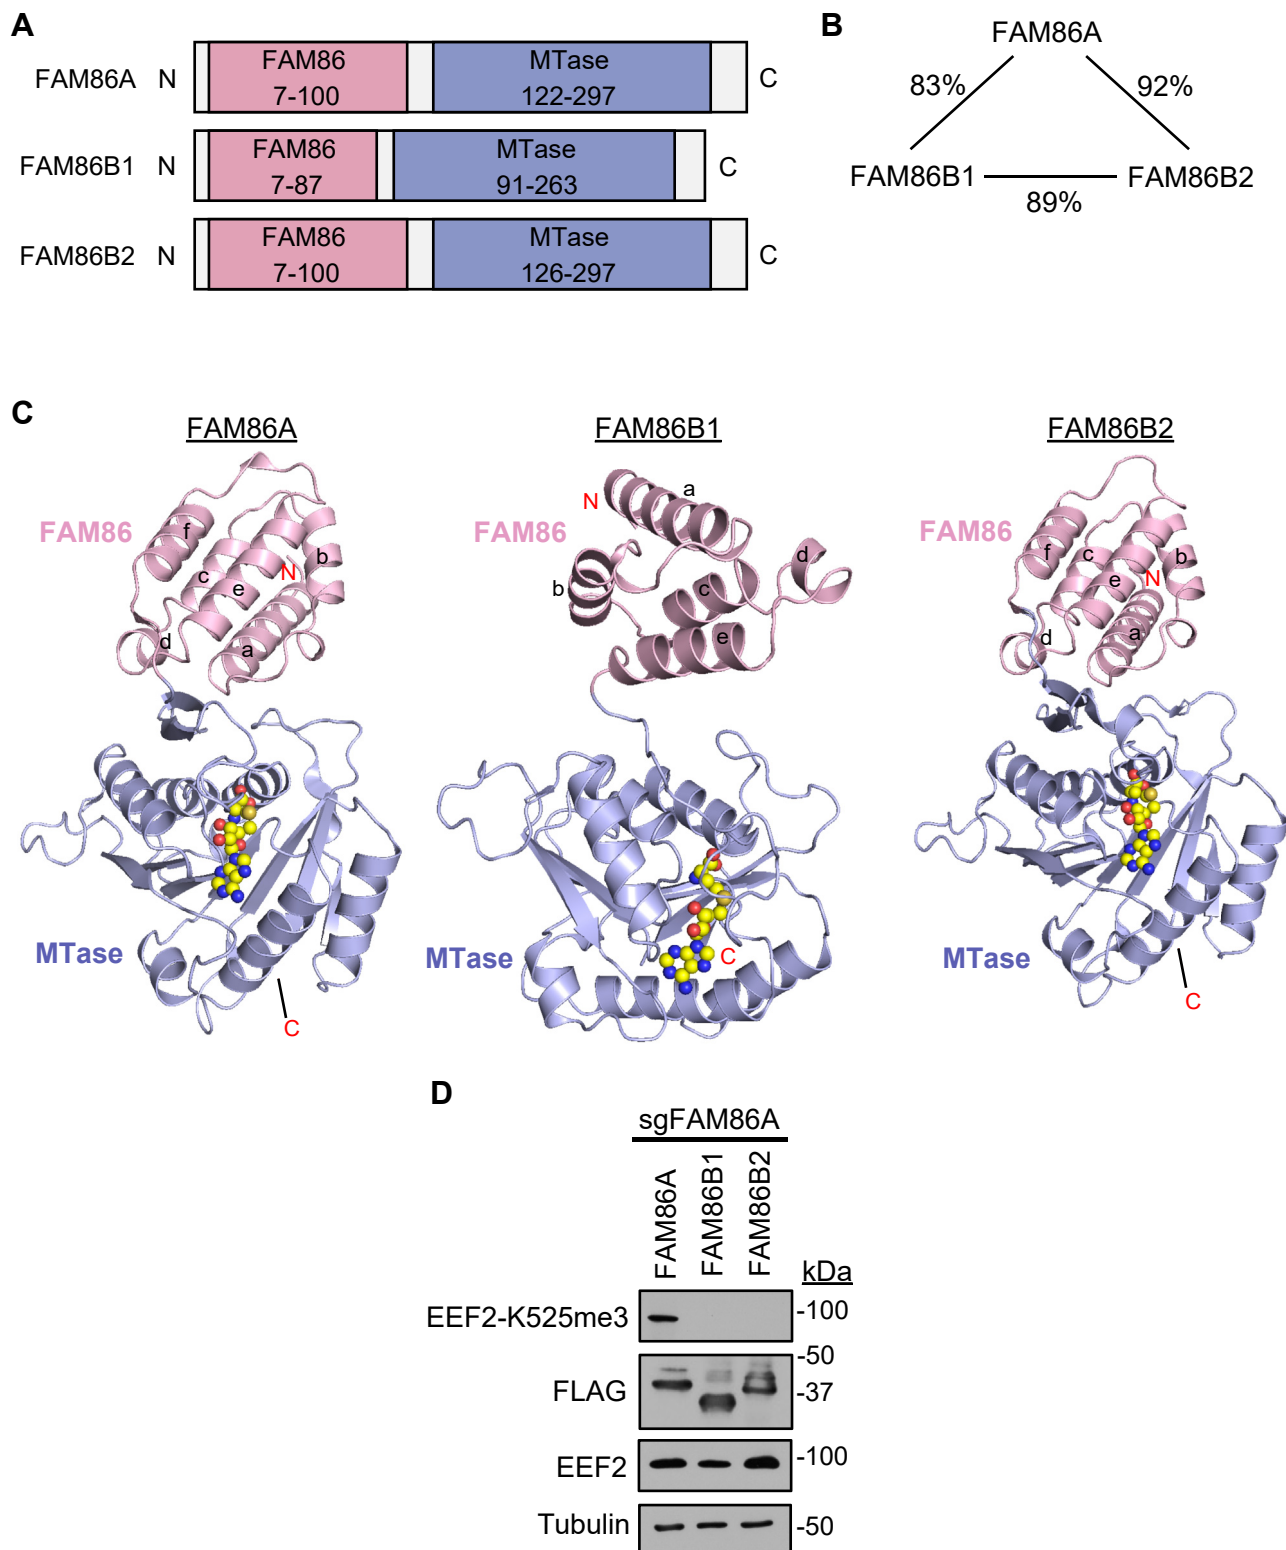 A
FAM86A N FAM86 7-100 MTase 122-297 C
FAM86B1 N FAM86 7-87 MTase 91-263 C
FAM86B2 N FAM86 7-100 MTase 126-297 C
B
FAM86A
83% 92%
FAM86B1 FAM86B2
89%
C
FAM86A
FAM86
f
b
c
N
e
d
a
MTase
C
FAM86B1
a
N
FAM86
d
b
c
e
MTase
C
FAM86B2
FAM86
f
c
b
e
N
d
a
MTase
C
D
sgFAM86A
FAM86A
FAM86B1
FAM86B2
kDa
EEF2-K525me3 -100
-50
FLAG -37
EEF2 -100
Tubulin -50